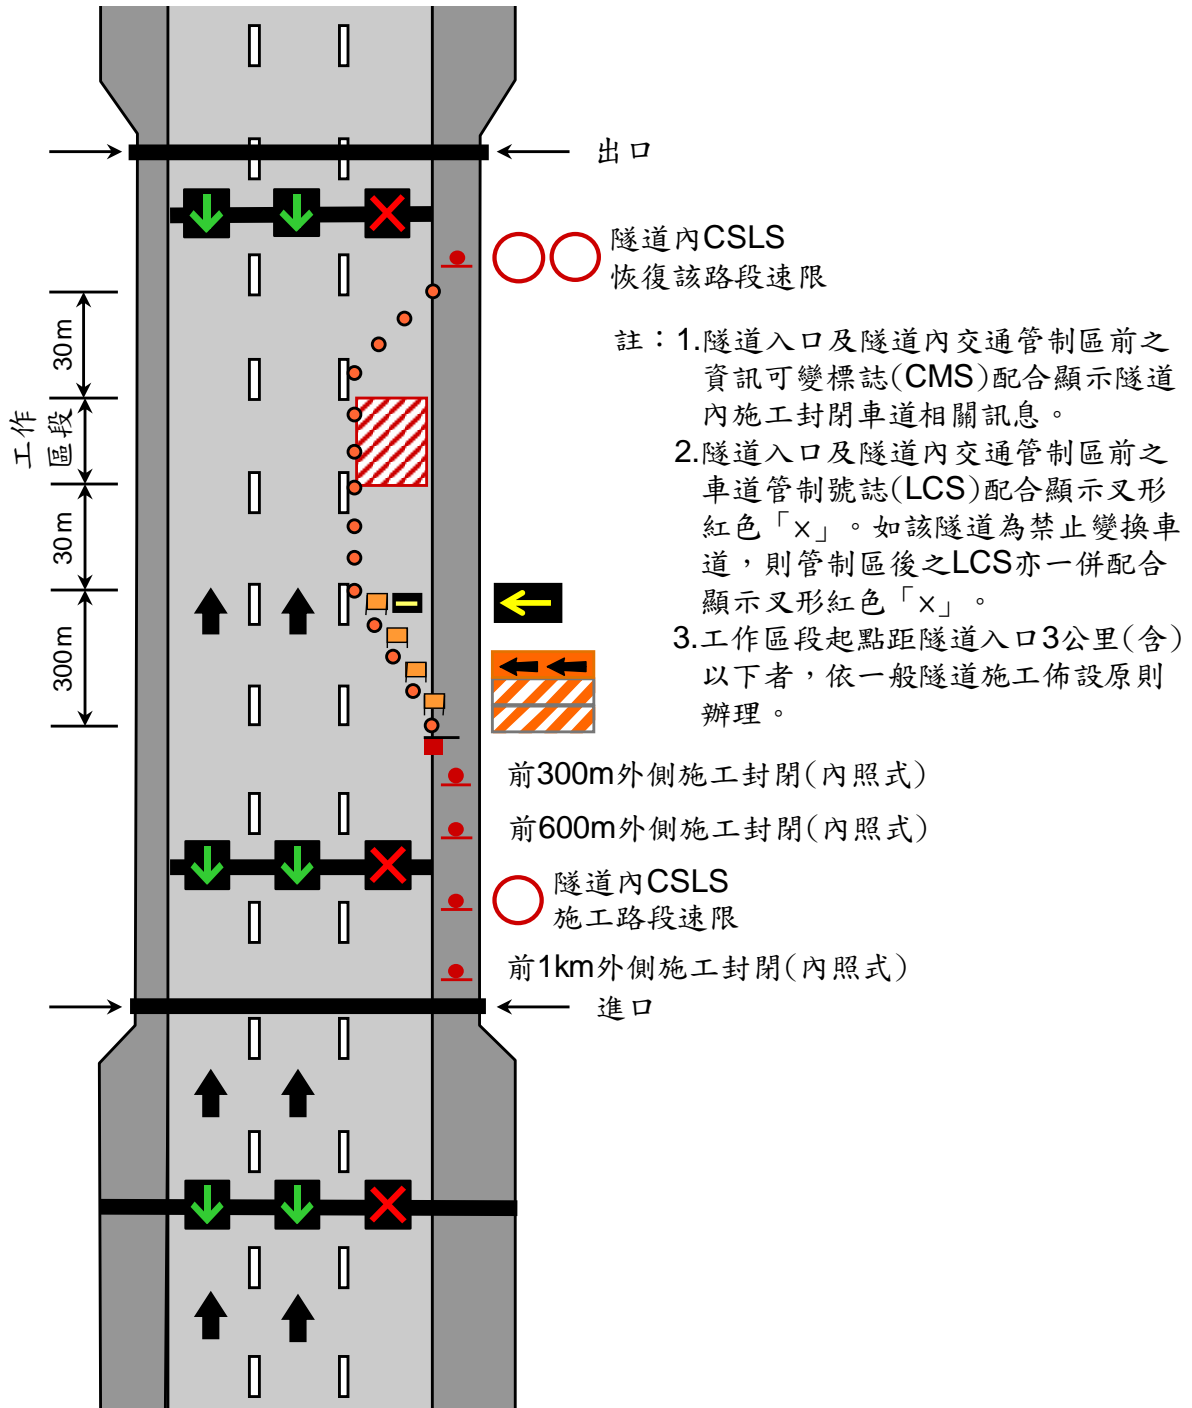 出口
隧道內CSLS
恢復該路段速限
註：1.隧道入口及隧道內交通管制區前之
資訊可變標誌(CMS)配合顯示隧道
內施工封閉車道相關訊息。
2.隧道入口及隧道內交通管制區前之
車道管制號誌(LCS)配合顯示叉形
紅色「×」。如該隧道為禁止變換車
道，則管制區後之LCS亦一併配合
顯示叉形紅色「×」。
3.工作區段起點距隧道入口3公里(含)
以下者，依一般隧道施工佈設原則
辦理。
30m
工作
區段
30m
300m
前300m外側施工封閉(內照式)
前600m外側施工封閉(內照式)
隧道內CSLS
施工路段速限
前1km外側施工封閉(內照式)
進口